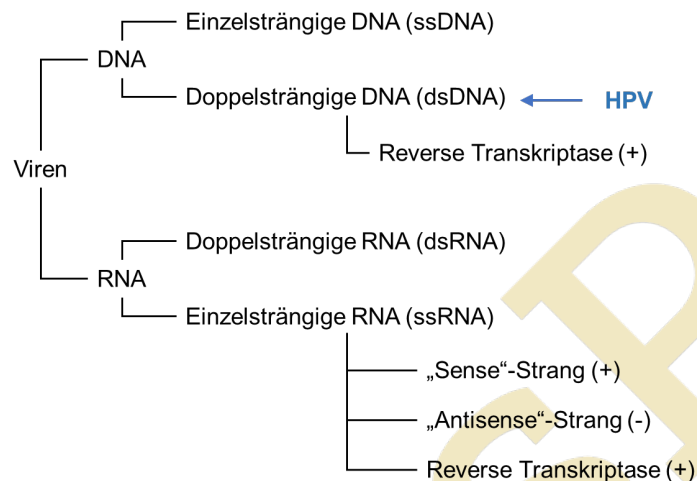 Einzelsträngige DNA (ssDNA)
DNA
Doppelsträngige DNA (dsDNA)
HPV
Reverse Transkriptase (+)
Viren
Doppelsträngige RNA (dsRNA)
RNA
Einzelsträngige RNA (ssRNA)
„Sense“-Strang (+)
„Antisense“-Strang (-)
Reverse Transkriptase (+)